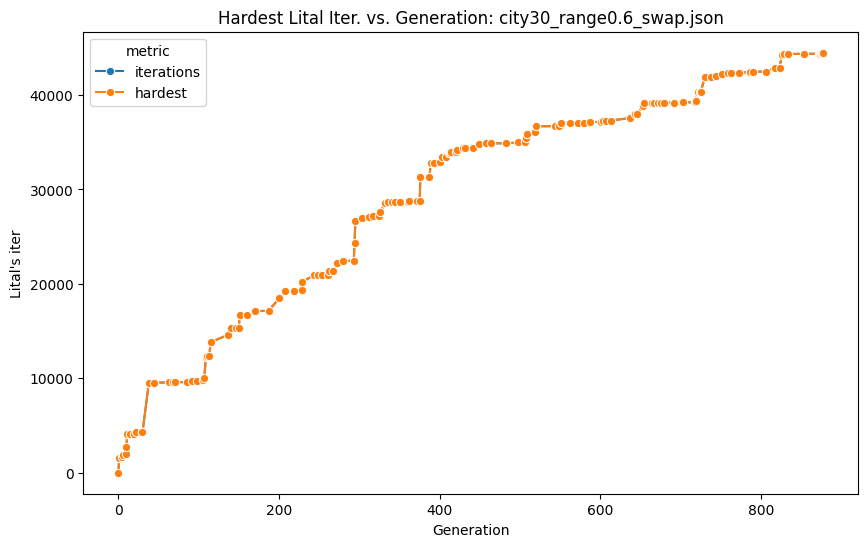 Hardest Lital Iter. vs. Generation: city30_range0.6_swap.json
metric
iterations
hardest
40000
30000
20000
10000
0
Lital's iter
0 200 400 600 800
Generation